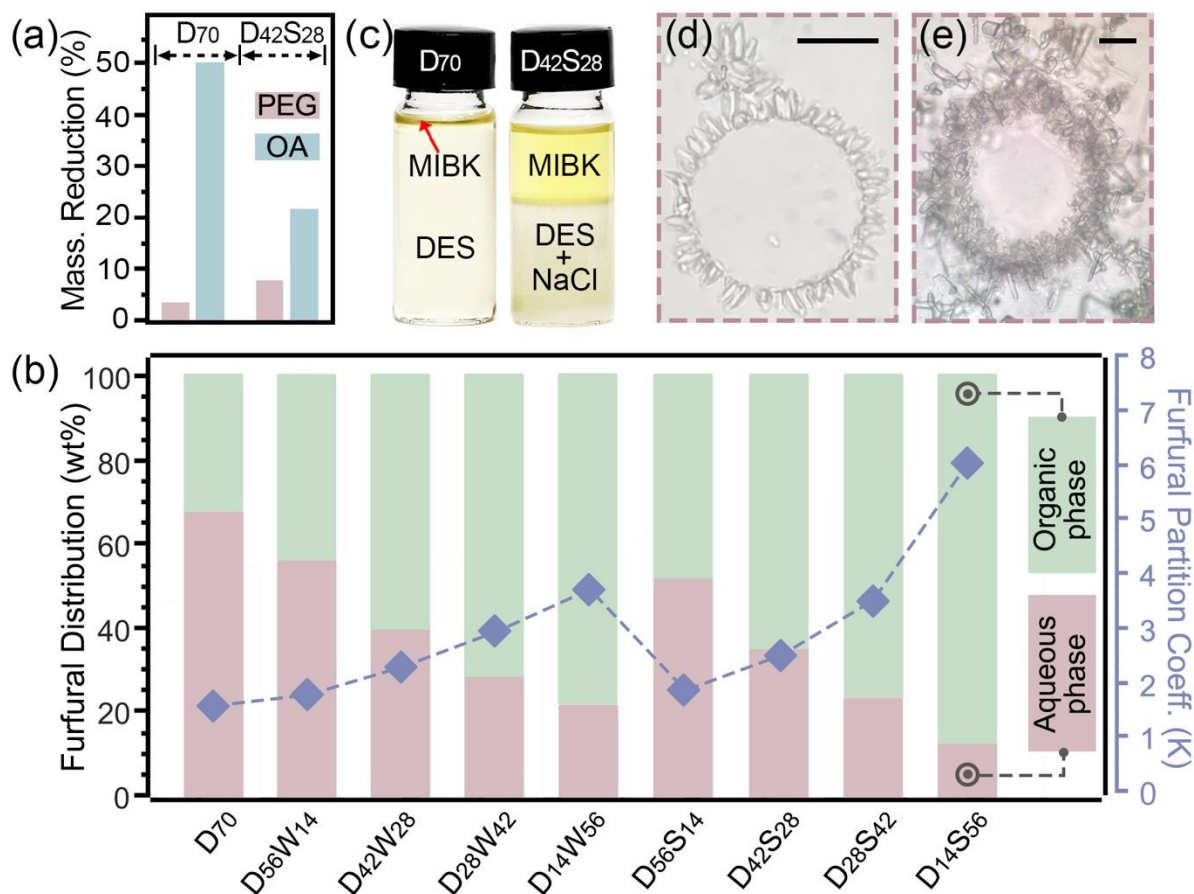 (a)
D70
D42S28
Mass. Reduction (%)
50
40
30
20
10
0
PEG
OA
(c)
D70
D42S28
MIBK
DES
MIBK
DES
+
NaCl
(d)
(e)
(b)
Furfural Distribution (wt%)
100
80
60
40
20
0
D70
D56W14
D42W28
D28W42
D14W56
D56S14
D42S28
D28S42
D14S56
Organic
phase
Aqueous
phase
8
7
6
5
4
3
2
1
0
Furfural Partition Coeff. (K)